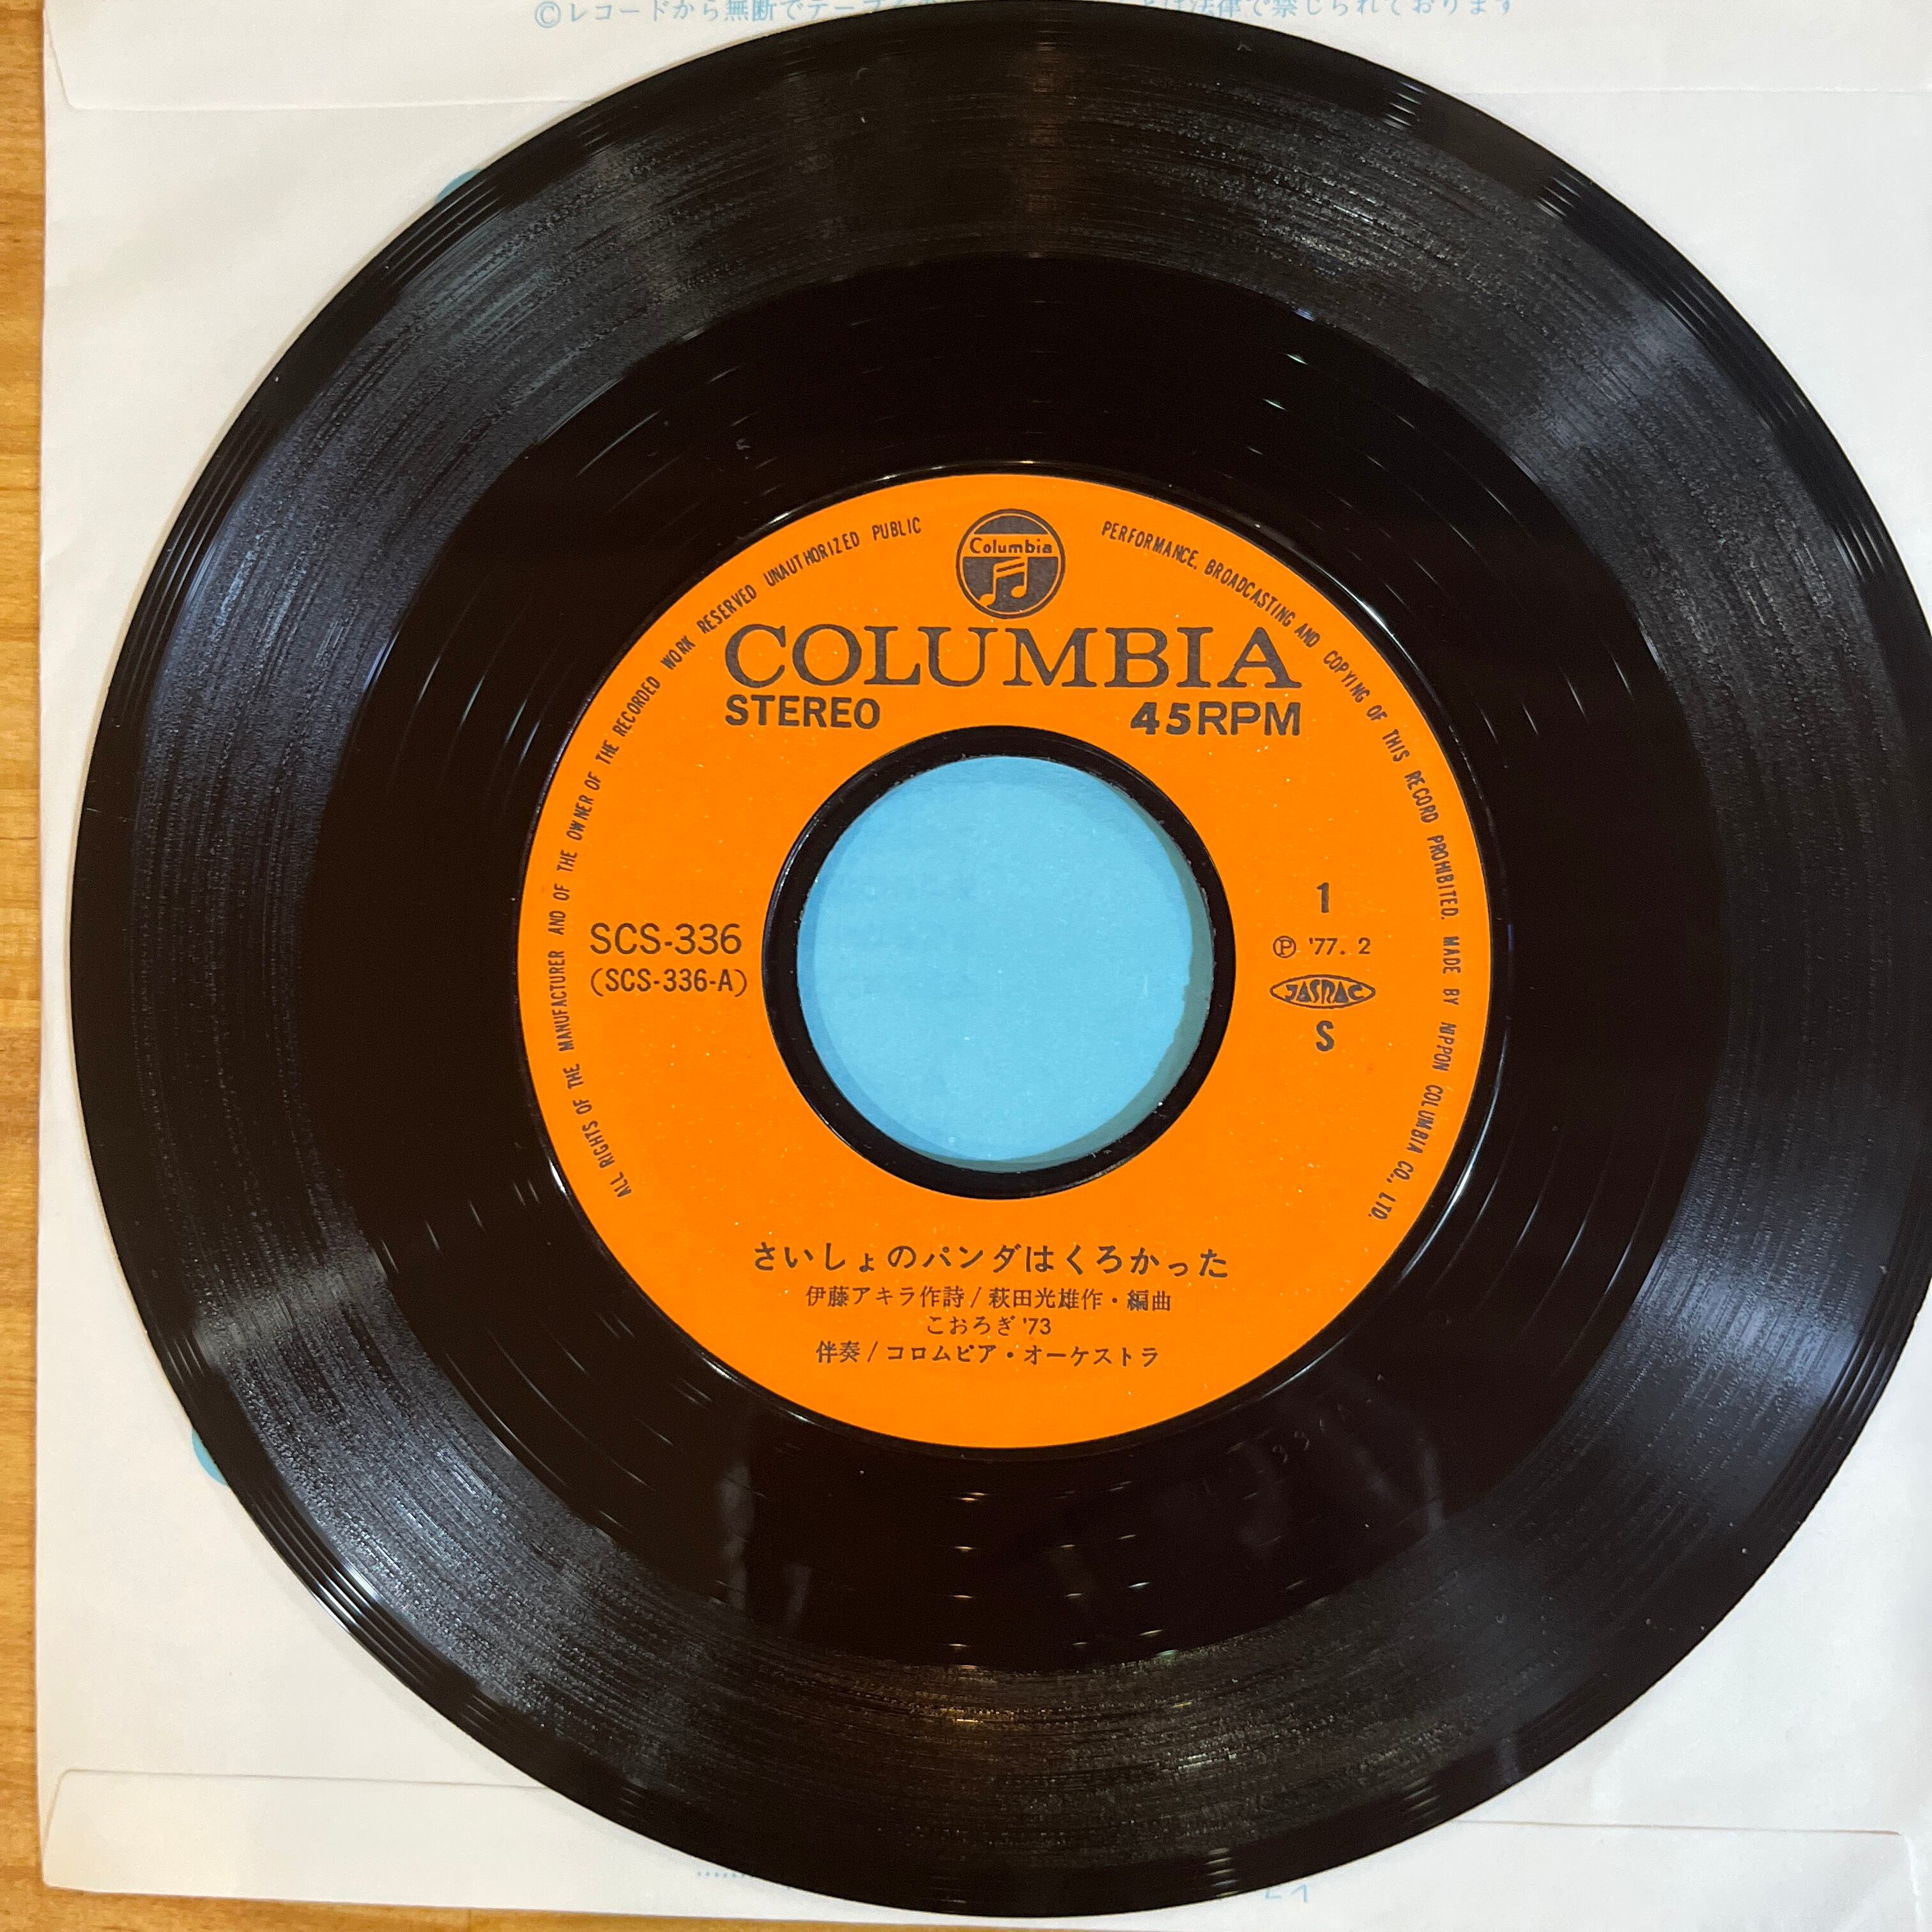 ©レコードから無断でテープ
は法律で禁じられております
ALL RIGHTS OF THE MANUFACTURER AND OF THE OWNER OF THE RECORDED WORK RESERVED UNAUTHORIZED PUBLIC PERFORMANCE, BROADCASTING AND COPYING OF THIS RECORD PROHIBITED. MADE BY NIPPON COLUMBIA CO., LTD.
Columbia
COLUMBIA
STEREO 45RPM
SCS-336
(SCS-336-A)
1
Ⓟ '77. 2
JASRAC
S
さいしょのパンダはくろかった
伊藤アキラ作詩 / 萩田光雄作・編曲
こおろぎ '73
伴奏 / コロムビア・オーケストラ